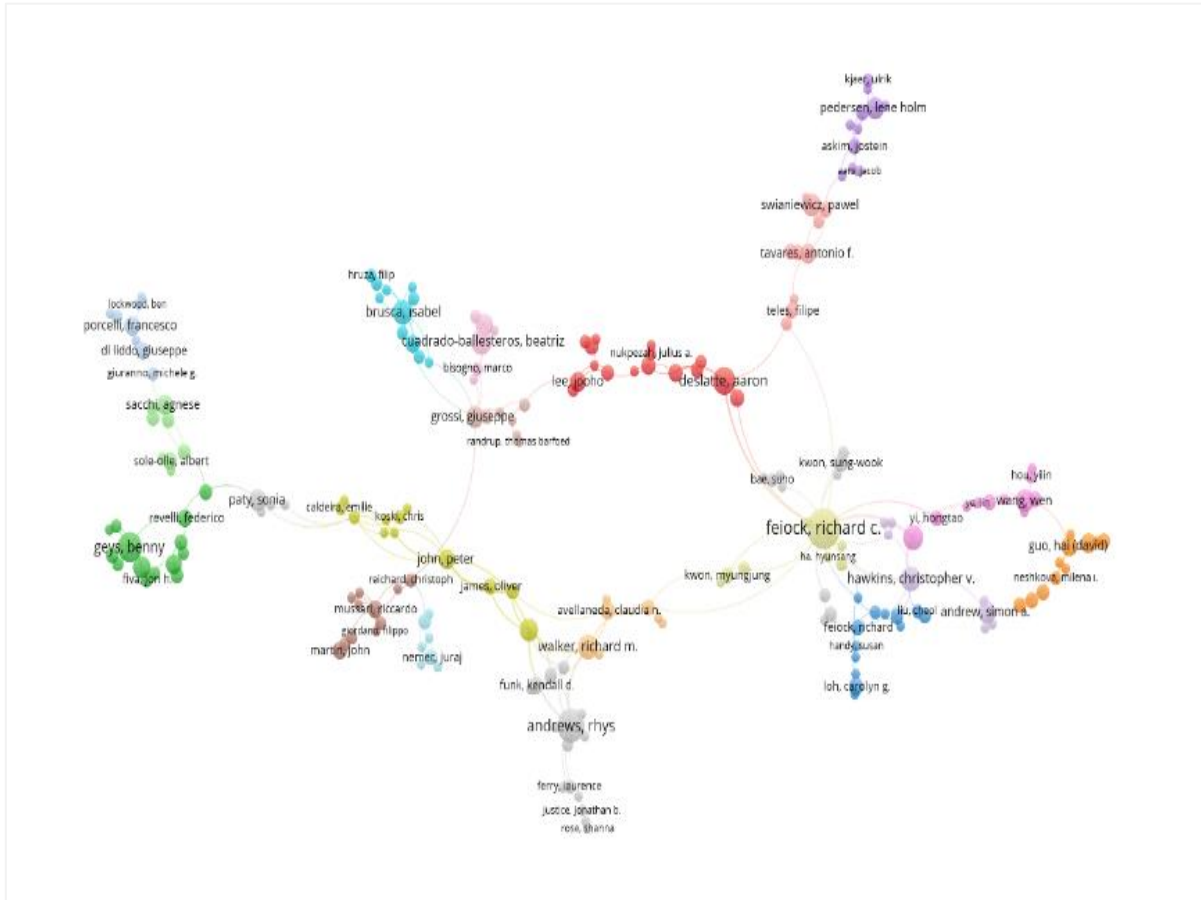 kjaer, ulrik
pedersen, lene holm
askim, jostein
swianiewicz, pawel
tavares, antonio f.
teles, filipe
hruza, filip
brusca, isabel
cuadrado-ballesteros, beatriz
bisogno, marco
grossi, giuseppe
randrup, thomas barfoed
lee, jooho
nukpezah, julius a.
deslatte, aaron
lockwood, ben
porcelli, francesco
di liddo, giuseppe
giuranno, michele g.
sacchi, agnese
sole-olle, albert
paty, sonia
revelli, federico
geys, benny
fiva, jon h.
caldeira, emilie
koski, chris
john, peter
reichard, christoph
james, oliver
mussari, riccardo
giordano, filippo
martin, john
nemec, juraj
kwon, sung-wook
bae, suho
feiock, richard c.
ha, hyunsang
kwon, myungjung
yi, hongtao
wang, wen
hou, yilin
guo, hai (david)
neshkova, milena i.
hawkins, christopher v.
andrew, simon a.
liu, cheol
feiock, richard
handy, susan
loh, carolyn g.
avellaneda, claudia n.
walker, richard m.
funk, kendall d.
andrews, rhys
ferry, laurence
justice, jonathan b.
rose, shanna